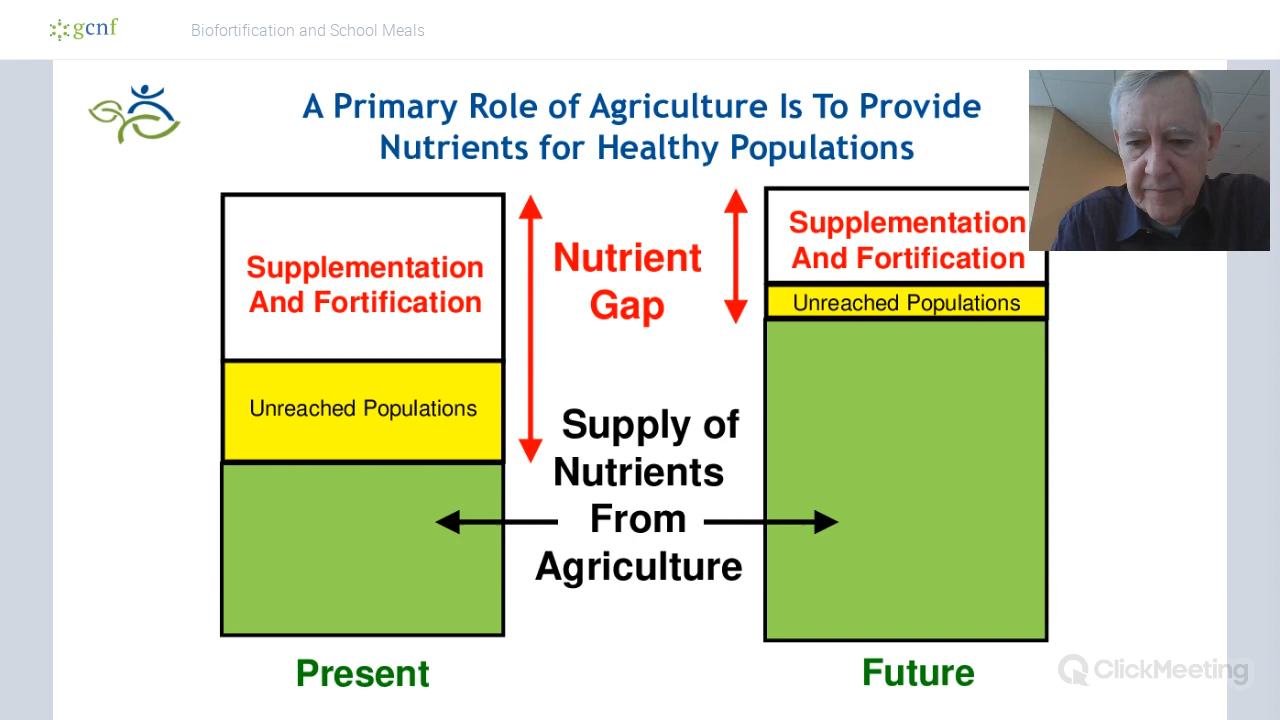 gcnf
Biofortification and School Meals
A Primary Role of Agriculture Is To Provide
Nutrients for Healthy Populations
Supplementation
And Fortification
Unreached Populations
Nutrient
Gap
Supply of
Nutrients
From
Agriculture
Supplementation
And Fortification
Unreached Populations
Present
Future
ClickMeeting